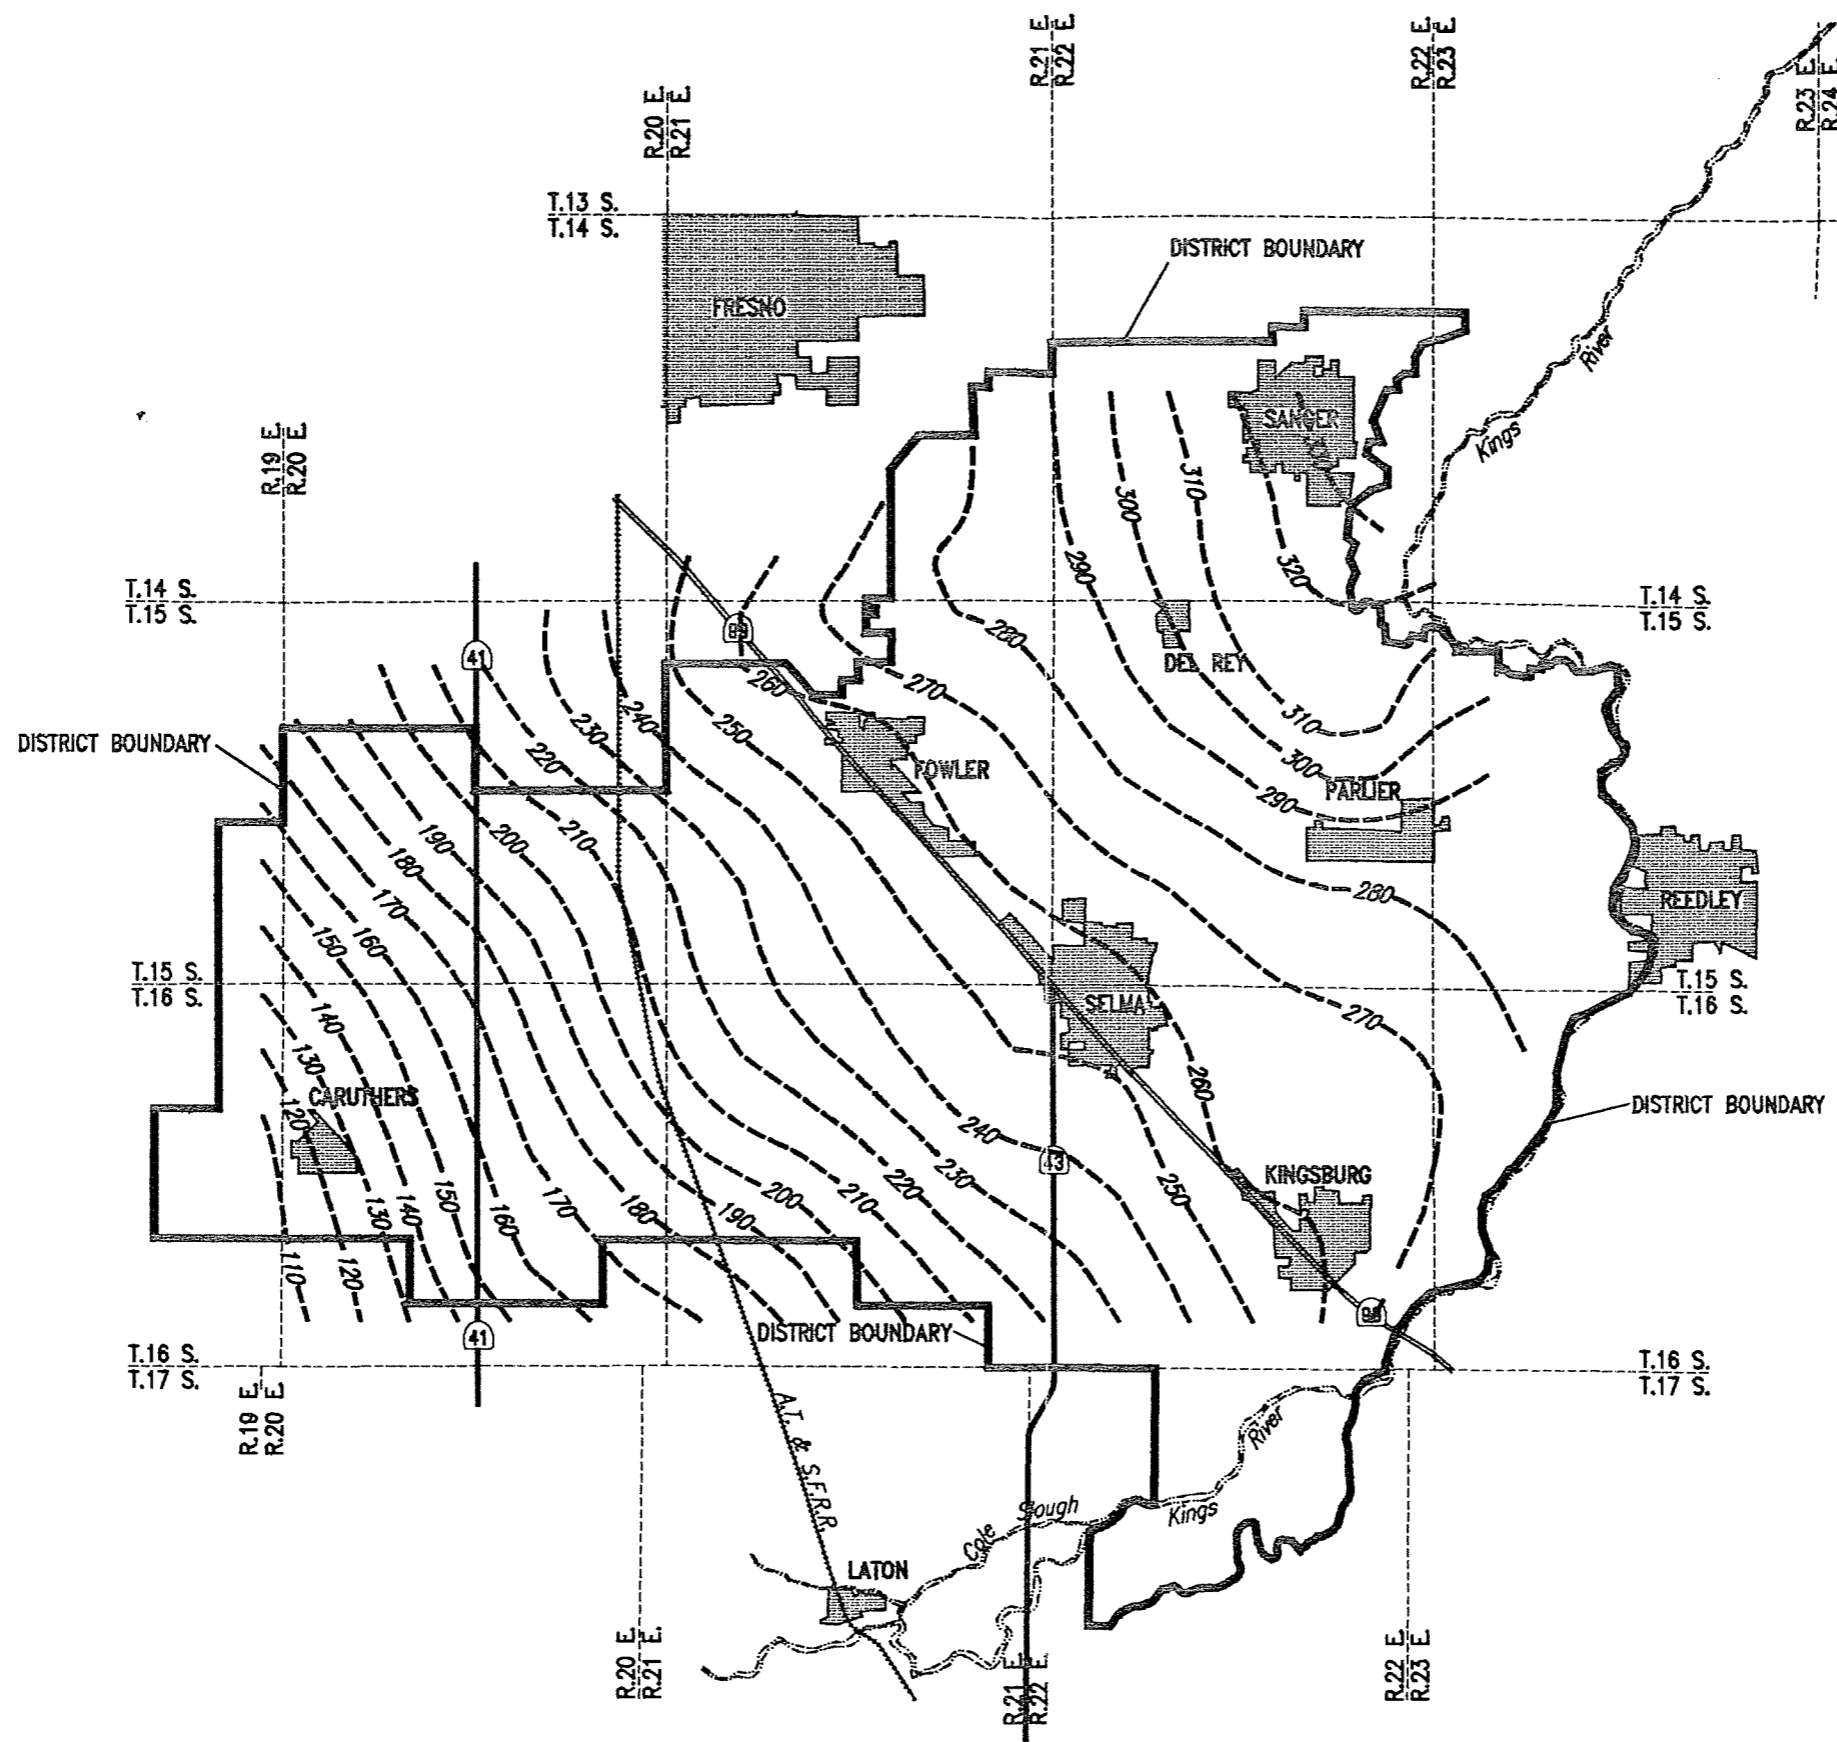 R.21 E.
R.22 E.
R.22 E.
R.23 E.
R.23 E.
R.24 E.
R.20 E.
R.21 E.
T.13 S.
T.14 S.
DISTRICT BOUNDARY
FRESNO
River
Kings
SANGER
R.19 E.
R.20 E.
310
300
290
320
T.14 S.
T.15 S.
T.14 S.
T.15 S.
41
280
DEL REY
260
270
240
230
250
310
DISTRICT BOUNDARY
220
FOWLER
300
PARLIER
290
190
200
210
180
280
REEDLEY
170
160
150
T.15 S.
T.16 S.
T.15 S.
T.16 S.
SELMA
140
270
130
260
CARUTHERS
DISTRICT BOUNDARY
120
240
43
230
KINGSBURG
220
250
200
210
170
180
190
150
160
130
140
110
120
41
DISTRICT BOUNDARY
T.16 S.
T.17 S.
T.16 S.
T.17 S.
R.19 E.
R.20 E.
A.T. & S.F.R.R.
River
Kings
Cole Slough
LATON
R.20 E.
R.21 E.
R.21 E.
R.22 E.
R.22 E.
R.23 E.